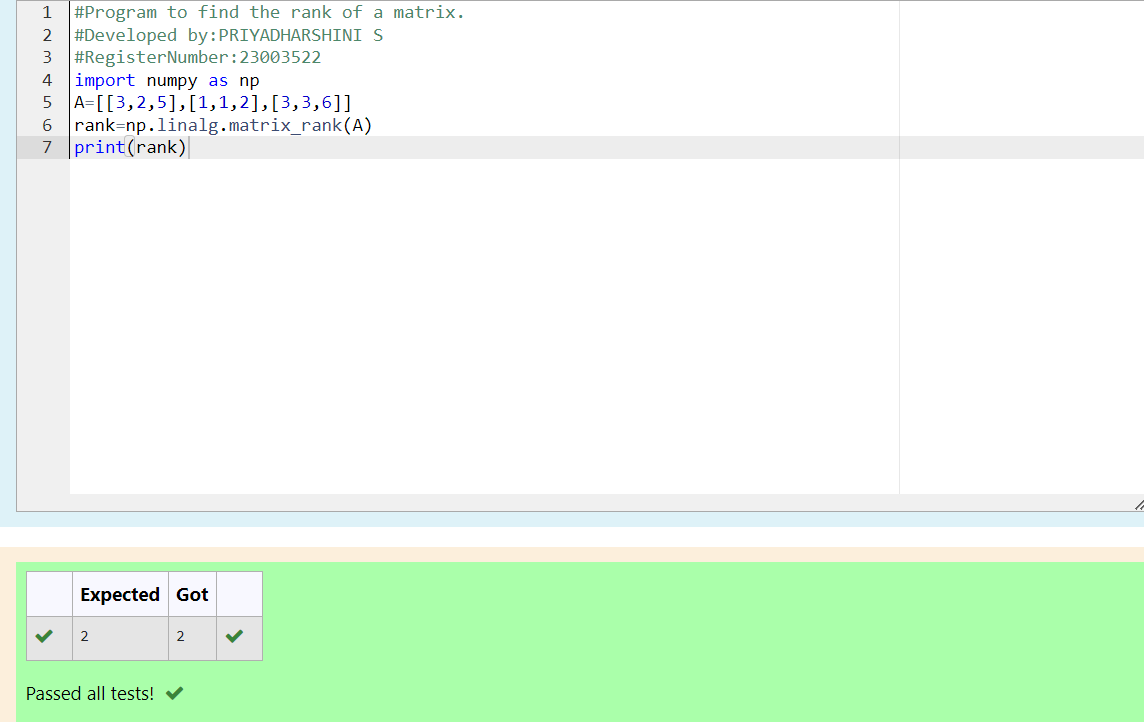 1 #Program to find the rank of a matrix.
2 #Developed by:PRIYADHARSHINI S
3 #RegisterNumber:23003522
4 import numpy as np
5 A=[[3,2,5],[1,1,2],[3,3,6]]
6 rank=np.linalg.matrix_rank(A)
7 print(rank)
Expected Got
2 2
Passed all tests!